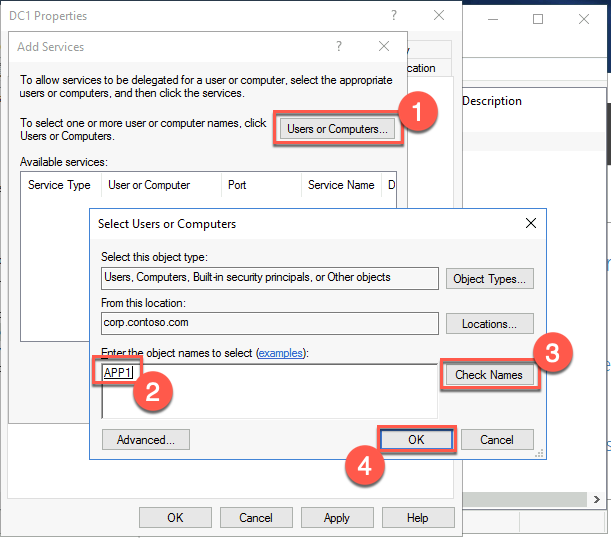 DC1 Properties
?
Add Services
?
y
cation
To allow services to be delegated for a user or computer, select the appropriate
users or computers, and then click the services.
1
To select one or more user or computer names, click
Users or Computers.
Users or Computers...
Description
Available services:
Service Type User or Computer Port Service Name D
Select Users or Computers
Select this object type:
Users, Computers, Built-in security principals, or Other objects
Object Types...
From this location:
corp.contoso.com
Locations...
3
Enter the object names to select (examples):
APP1
Check Names
2
Advanced...
OK
Cancel
4
OK
Cancel
Apply
Help